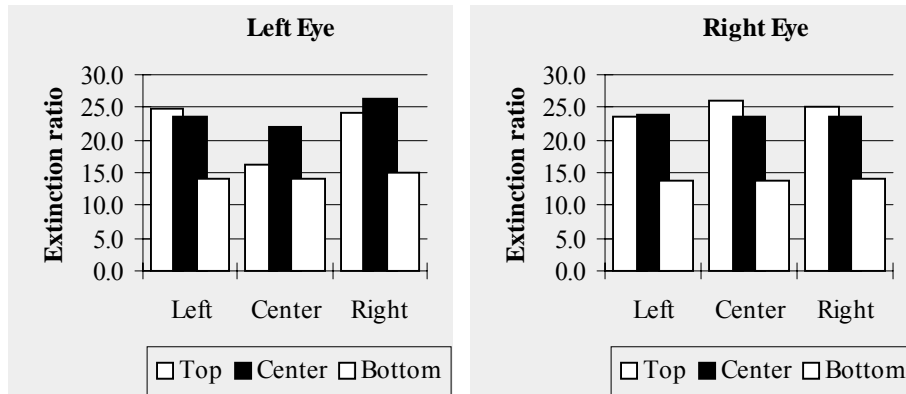 Left Eye
Extinction ratio
30.0
25.0
20.0
15.0
10.0
5.0
0.0
Left Center Right
Top Center Bottom
Right Eye
Extinction ratio
30.0
25.0
20.0
15.0
10.0
5.0
0.0
Left Center Right
Top Center Bottom